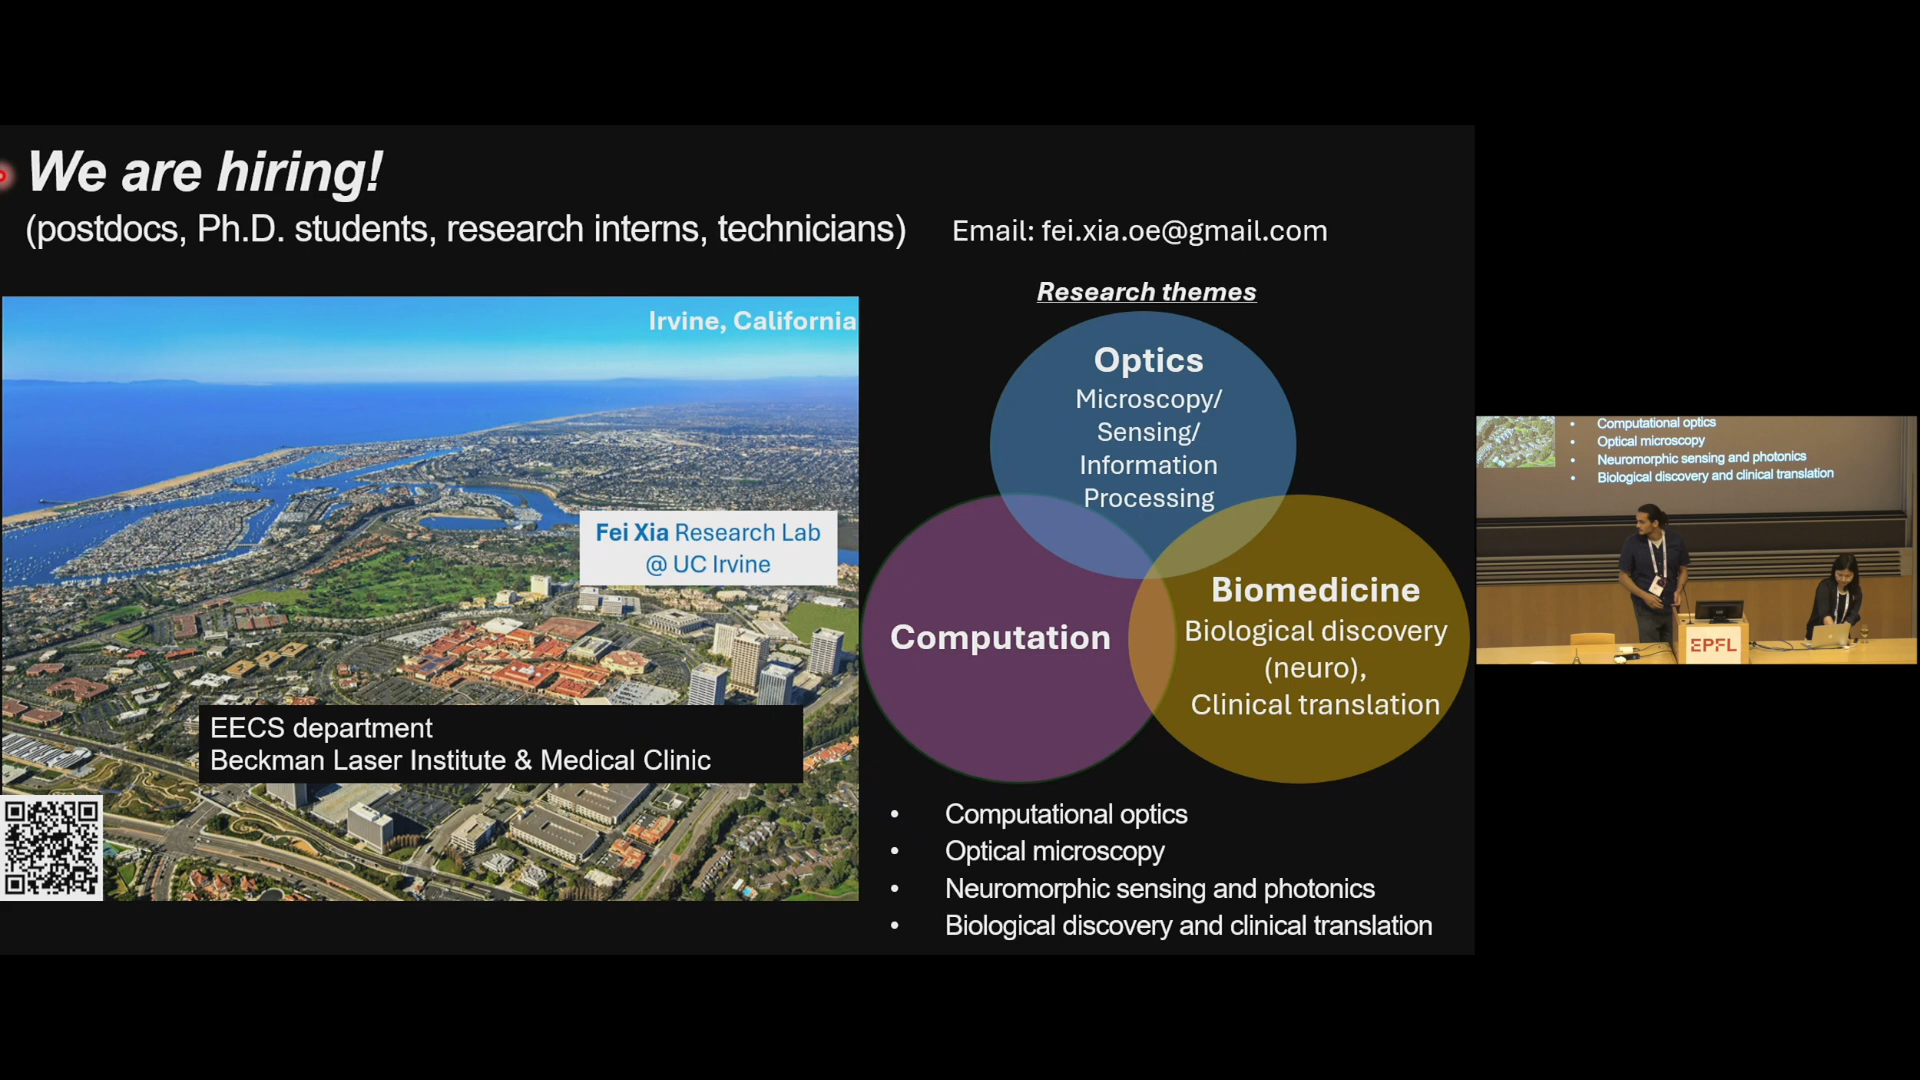 We are hiring!
(postdocs, Ph.D. students, research interns, technicians)
Email: fei.xia.oe@gmail.com
Irvine, California
Fei Xia Research Lab
@ UC Irvine
EECS department
Beckman Laser Institute & Medical Clinic
Research themes
Optics
Microscopy/
Sensing/
Information
Processing
Computation
Biomedicine
Biological discovery
(neuro),
Clinical translation
• Computational optics
• Optical microscopy
• Neuromorphic sensing and photonics
• Biological discovery and clinical translation
• Computational optics
• Optical microscopy
• Neuromorphic sensing and photonics
• Biological discovery and clinical translation
EPFL